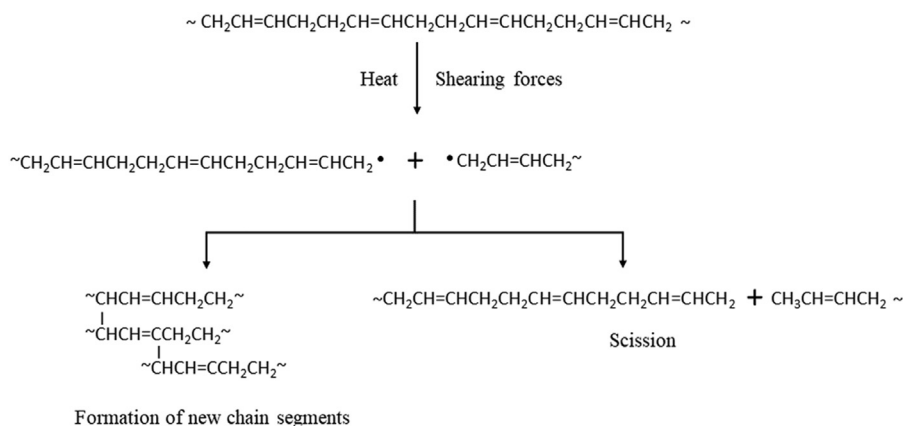 ~ CH₂CH=CHCH₂CH₂CH=CHCH₂CH₂CH=CHCH₂CH₂CH=CHCH₂ ~
Heat Shearing forces
~CH₂CH=CHCH₂CH₂CH=CHCH₂CH₂CH=CHCH₂• + •CH₂CH=CHCH₂~
~CHCH=CHCH₂CH₂~
~CH₂CH=CHCH₂CH₂CH=CHCH₂CH₂CH=CHCH₂ + CH₃CH=CHCH₂ ~
~CHCH=CCH₂CH₂~
Scission
~CHCH=CCH₂CH₂~
Formation of new chain segments